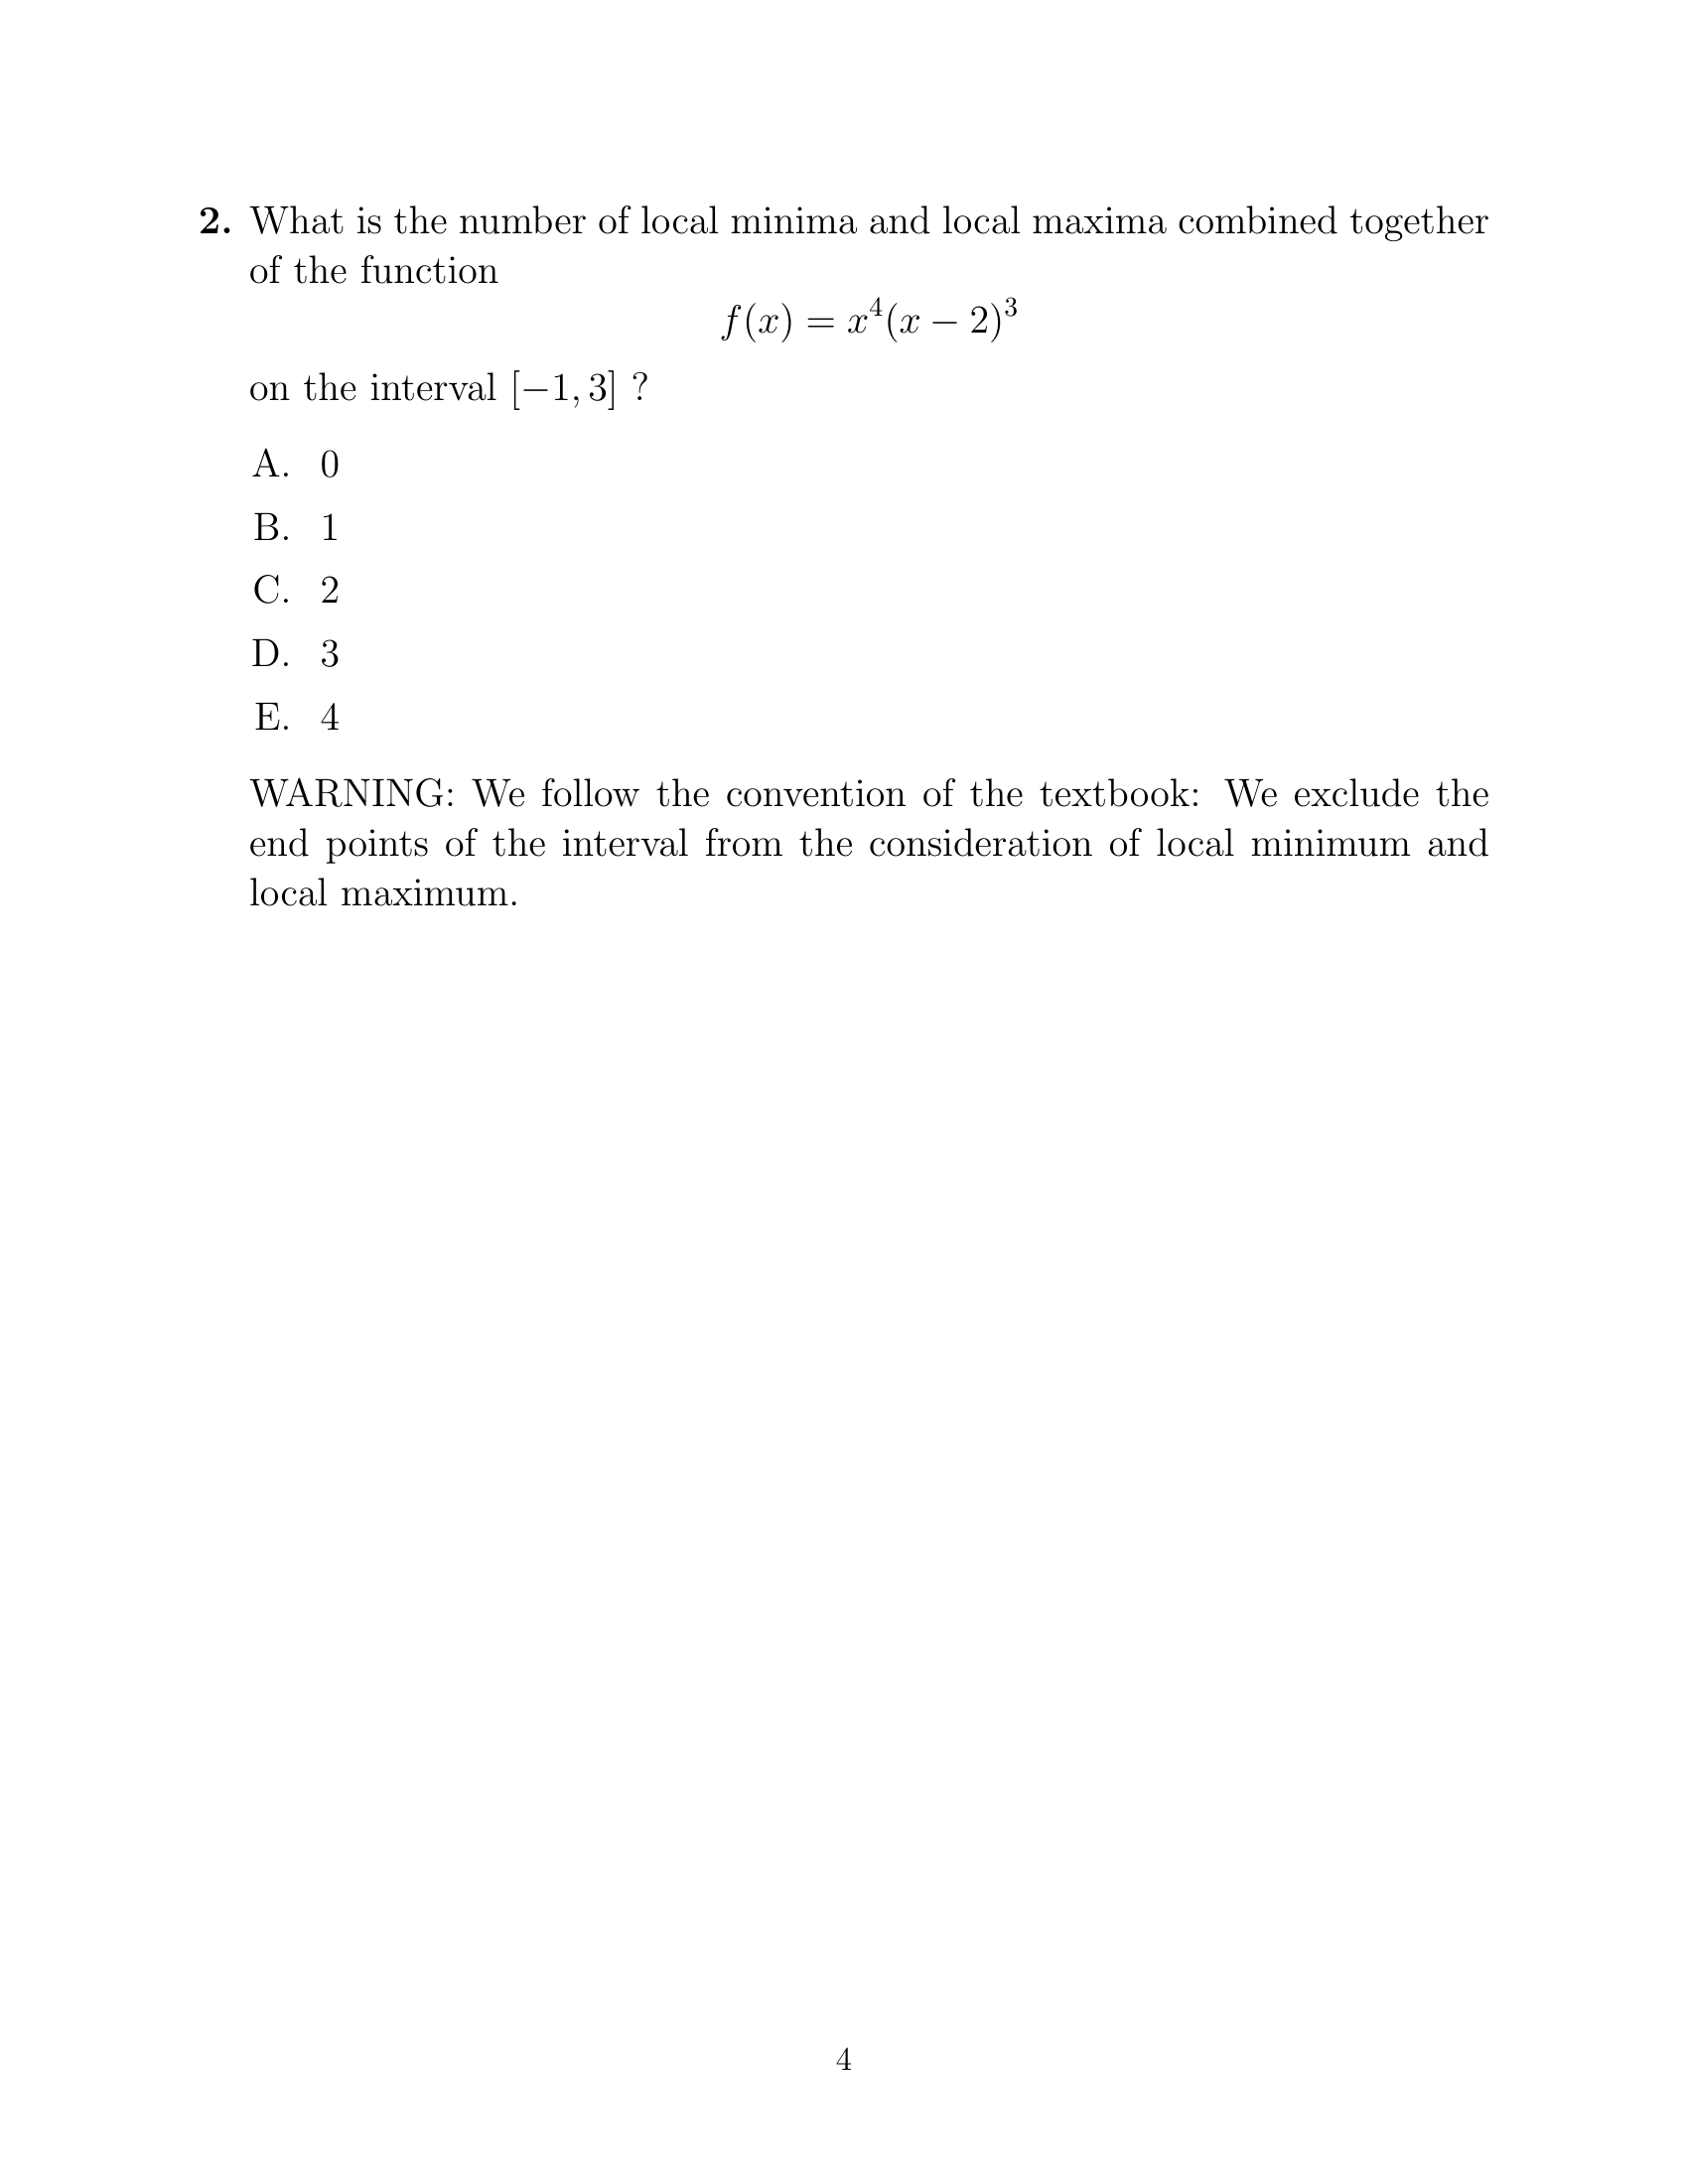 2. What is the number of local minima and local maxima combined together
of the function
f(x) = x⁴(x − 2)³
on the interval [−1, 3] ?
A. 0
B. 1
C. 2
D. 3
E. 4
WARNING: We follow the convention of the textbook: We exclude the
end points of the interval from the consideration of local minimum and
local maximum.
4